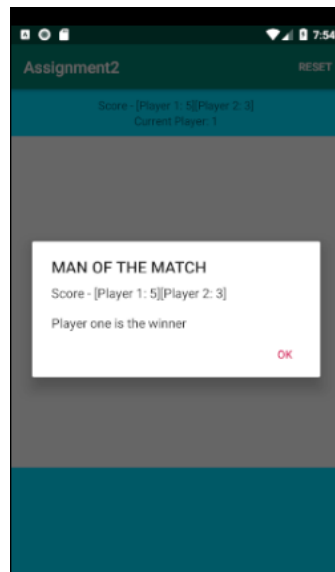 7:54
Assignment2 RESET
Score - [Player 1: 5][Player 2: 3]
Current Player: 1
MAN OF THE MATCH
Score - [Player 1: 5][Player 2: 3]
Player one is the winner
OK